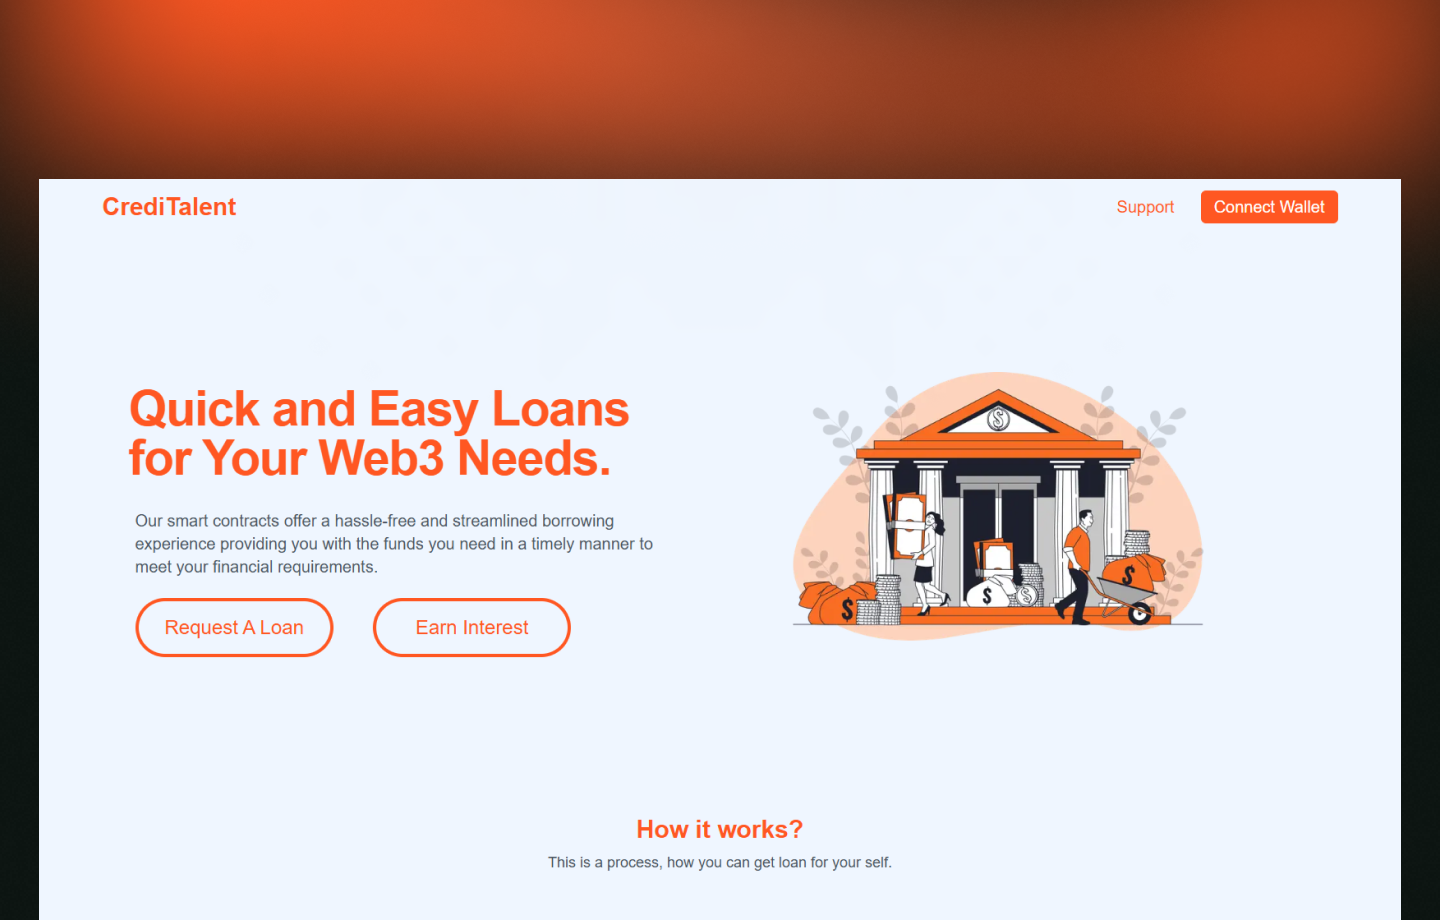 CrediTalent
Support
Connect Wallet
Quick and Easy Loans
for Your Web3 Needs.
Our smart contracts offer a hassle-free and streamlined borrowing
experience providing you with the funds you need in a timely manner to
meet your financial requirements.
Request A Loan
Earn Interest
$
$
$
$
$
How it works?
This is a process, how you can get loan for your self.